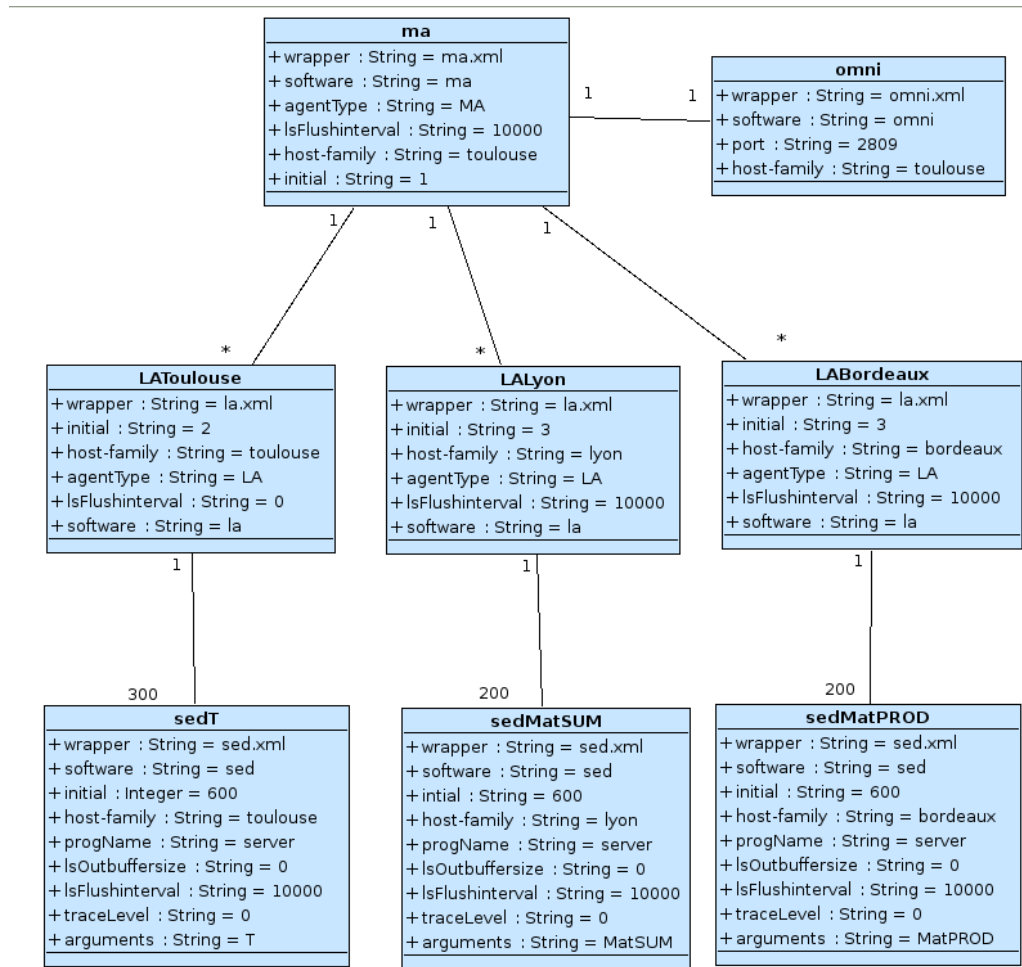 ma
+ wrapper : String = ma.xml
+ software : String = ma
+ agentType : String = MA
+ lsFlushinterval : String = 10000
+ host-family : String = toulouse
+ initial : String = 1
omni
+ wrapper : String = omni.xml
+ software : String = omni
+ port : String = 2809
+ host-family : String = toulouse
1
1
1
1
1
*
*
*
LAToulouse
+ wrapper : String = la.xml
+ initial : String = 2
+ host-family : String = toulouse
+ agentType : String = LA
+ lsFlushinterval : String = 0
+ software : String = la
LALyon
+ wrapper : String = la.xml
+ initial : String = 3
+ host-family : String = lyon
+ agentType : String = LA
+ lsFlushinterval : String = 10000
+ software : String = la
LABordeaux
+ wrapper : String = la.xml
+ initial : String = 3
+ host-family : String = bordeaux
+ agentType : String = LA
+ lsFlushinterval : String = 10000
+ software : String = la
1
1
1
300
200
200
sedT
+ wrapper : String = sed.xml
+ software : String = sed
+ initial : Integer = 600
+ host-family : String = toulouse
+ progName : String = server
+ lsOutbuffersize : String = 0
+ lsFlushinterval : String = 10000
+ traceLevel : String = 0
+ arguments : String = T
sedMatSUM
+ wrapper : String = sed.xml
+ software : String = sed
+ intial : String = 600
+ host-family : String = lyon
+ progName : String = server
+ lsOutbuffersize : String = 0
+ lsFlushinterval : String = 10000
+ traceLevel : String = 0
+ arguments : String = MatSUM
sedMatPROD
+ wrapper : String = sed.xml
+ software : String = sed
+ initial : String = 600
+ host-family : String = bordeaux
+ progName : String = server
+ lsOutbuffersize : String = 0
+ lsFlushinterval : String = 10000
+ traceLevel : String = 0
+ arguments : String = MatPROD